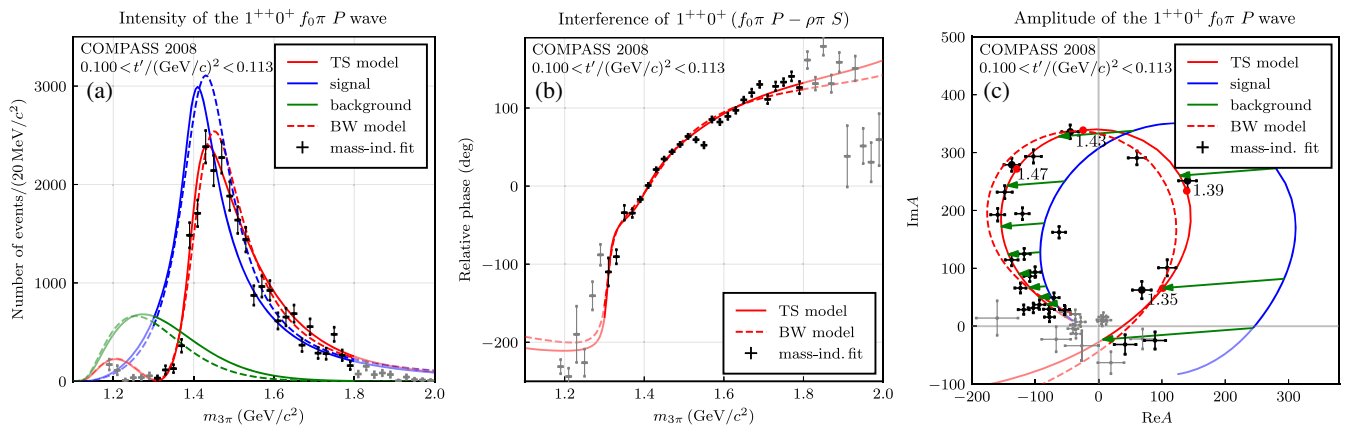 Intensity of the 1⁺⁺0⁺ f₀π P wave
COMPASS 2008
0.100 < t′/(GeV/c)² < 0.113
(a)
TS model
signal
background
BW model
mass-ind. fit
Number of events/(20 MeV/c²)
3000
2000
1000
0
1.2
1.4
1.6
1.8
2.0
m₃π (GeV/c²)
Interference of 1⁺⁺0⁺ (f₀π P − ρπ S)
COMPASS 2008
0.100 < t′/(GeV/c)² < 0.113
(b)
Relative phase (deg)
100
0
−100
−200
TS model
BW model
mass-ind. fit
1.2
1.4
1.6
1.8
2.0
m₃π (GeV/c²)
Amplitude of the 1⁺⁺0⁺ f₀π P wave
COMPASS 2008
0.100 < t′/(GeV/c)² < 0.113
(c)
TS model
signal
background
BW model
mass-ind. fit
ImA
500
400
300
200
100
0
−100
1.43
1.47
1.39
1.35
−200
−100
0
100
200
300
ReA